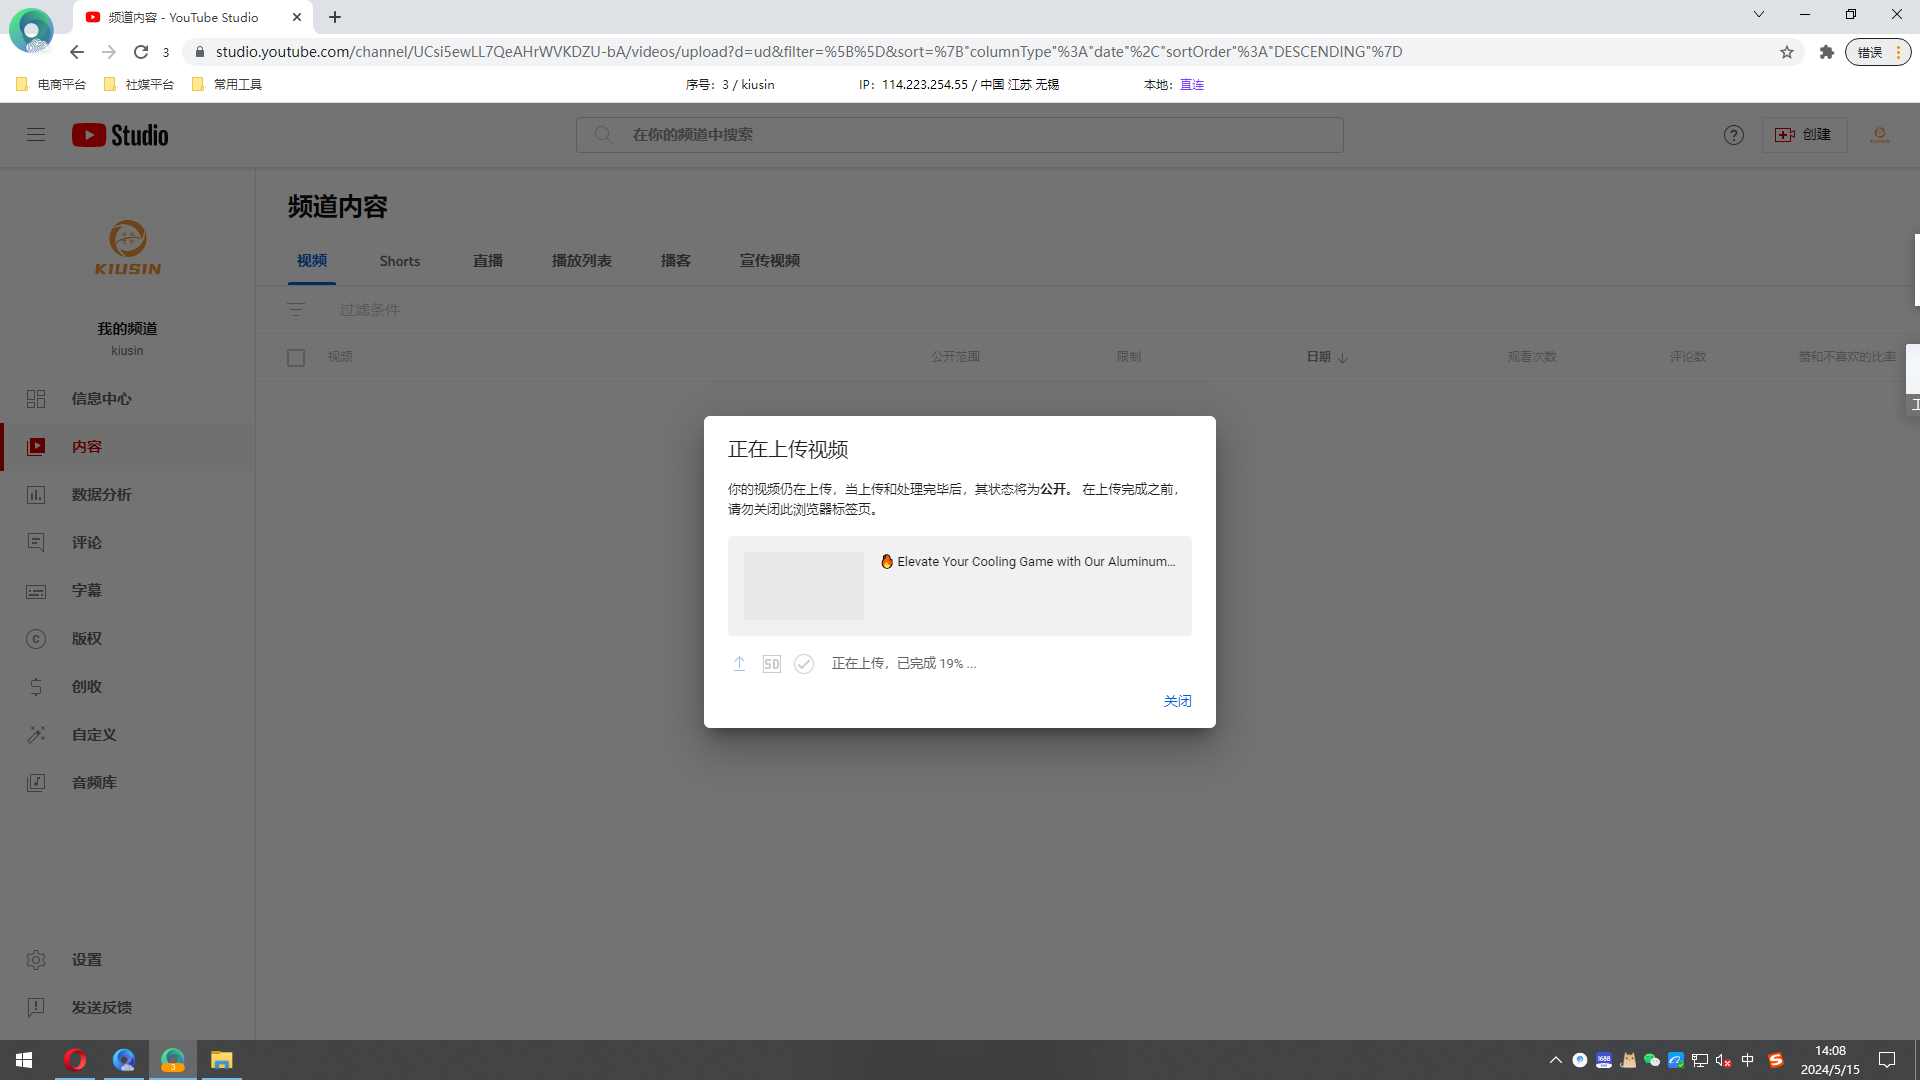 频道内容 - YouTube Studio
3
studio.youtube.com/channel/UCsi5ewLL7QeAHrWVKDZU-bA/videos/upload?d=ud&filter=%5B%5D&sort=%7B"columnType"%3A"date"%2C"sortOrder"%3A"DESCENDING"%7D
错误
电商平台
社媒平台
常用工具
序号：3 / kiusin
IP：114.223.254.55 / 中国 江苏 无锡
本地：直连
Studio
在你的频道中搜索
创建
KIUSIN
我的频道
kiusin
信息中心
内容
数据分析
评论
字幕
版权
创收
自定义
音频库
设置
发送反馈
频道内容
视频
Shorts
直播
播放列表
播客
宣传视频
过滤条件
视频
公开范围
限制
日期
观看次数
评论数
赞和不喜欢的比率
正在上传视频
你的视频仍在上传，当上传和处理完毕后，其状态将为公开。 在上传完成之前，
请勿关闭此浏览器标签页。
🔥 Elevate Your Cooling Game with Our Aluminum...
SD
正在上传，已完成 19% ...
关闭
3
1688
中
14:08
2024/5/15